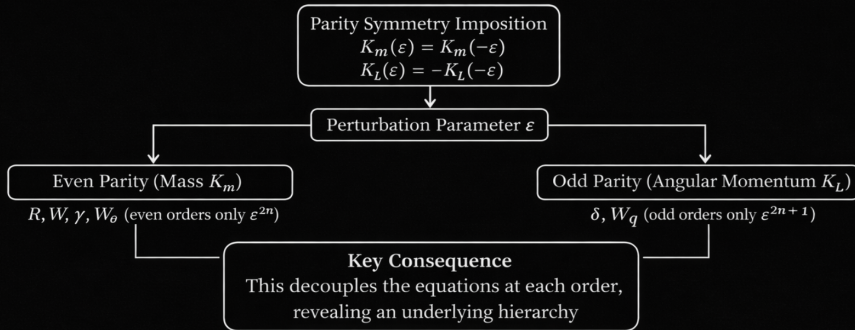 Parity Symmetry Imposition
K_m(ε) = K_m(−ε)
K_L(ε) = −K_L(−ε)
Perturbation Parameter ε
Even Parity (Mass K_m)
Odd Parity (Angular Momentum K_L)
R, W, γ, W_θ (even orders only ε^{2n})
δ, W_q (odd orders only ε^{2n+1})
Key Consequence
This decouples the equations at each order,
revealing an underlying hierarchy